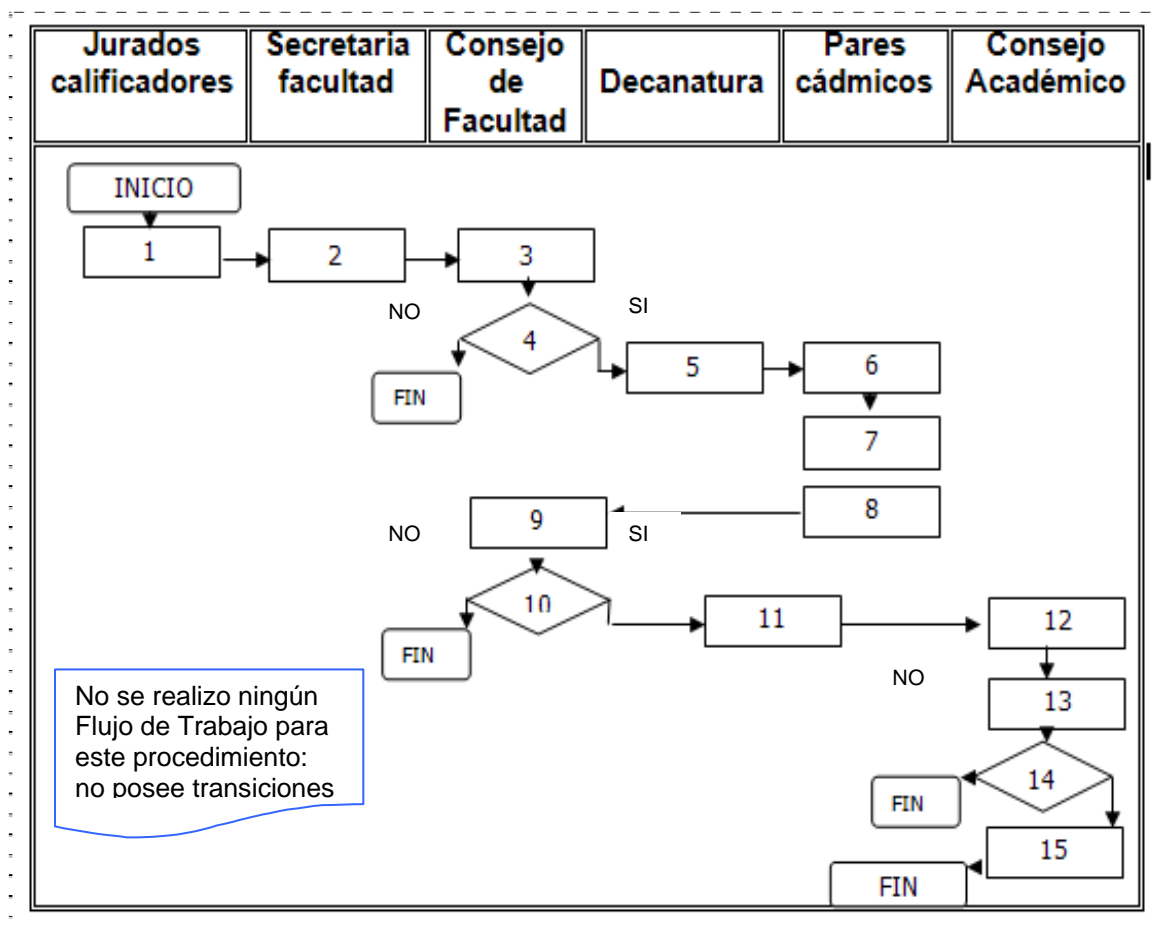 Jurados
calificadores
Secretaria
facultad
Consejo
de
Facultad
Decanatura
Pares
cádmicos
Consejo
Académico
INICIO
1
2
3
NO
SI
4
5
6
FIN
7
8
9
NO
SI
10
11
12
FIN
NO
13
No se realizo ningún
Flujo de Trabajo para
este procedimiento:
no posee transiciones
14
FIN
15
FIN